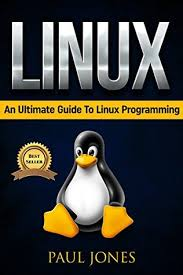 LINUX
An Ultimate Guide To Linux Programming
BEST
SELLER
PAUL JONES